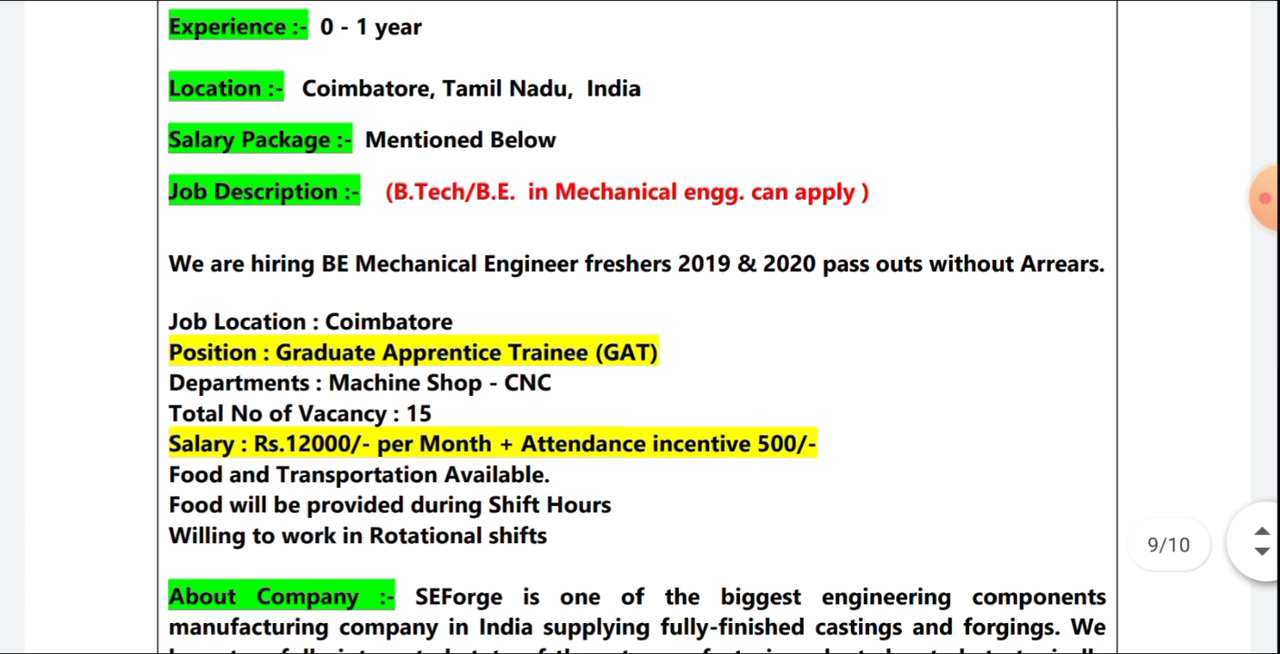 Experience :- 0 - 1 year
Location :- Coimbatore, Tamil Nadu, India
Salary Package :- Mentioned Below
Job Description :- (B.Tech/B.E. in Mechanical engg. can apply )
We are hiring BE Mechanical Engineer freshers 2019 & 2020 pass outs without Arrears.
Job Location : Coimbatore
Position : Graduate Apprentice Trainee (GAT)
Departments : Machine Shop - CNC
Total No of Vacancy : 15
Salary : Rs.12000/- per Month + Attendance incentive 500/-
Food and Transportation Available.
Food will be provided during Shift Hours
Willing to work in Rotational shifts
9/10
About Company :- SEForge is one of the biggest engineering components
manufacturing company in India supplying fully-finished castings and forgings. We